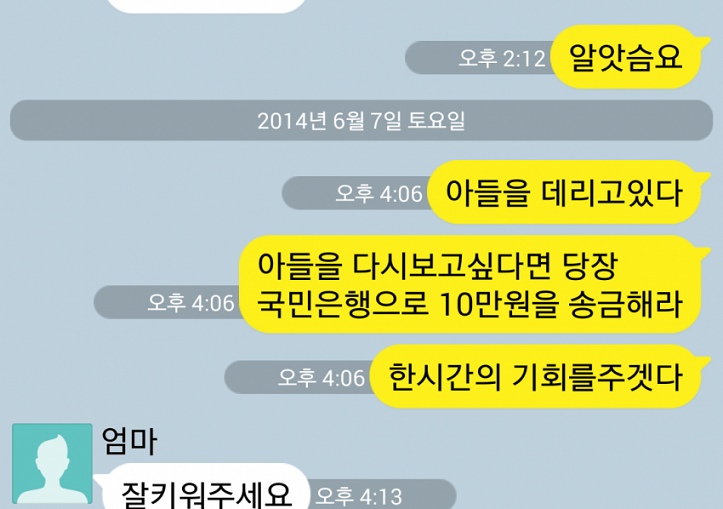 오후 2:12 알앗슴요
2014년 6월 7일 토요일
오후 4:06 아들을 데리고있다
아들을 다시보고싶다면 당장
오후 4:06 국민은행으로 10만원을 송금해라
오후 4:06 한시간의 기회를주겟다
엄마
잘키워주세요 오후 4:13